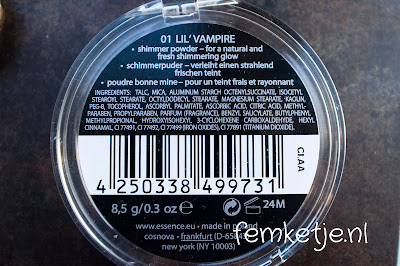 01 LIL' VAMPIRE
• shimmer powder – for a natural and
fresh shimmering glow
• schimmerpuder – verleiht einen strahlend
frischen teint
• poudre bonne mine – pour un teint frais et rayonnant
INGREDIENTS: TALC, MICA, ALUMINUM STARCH OCTENYLSUCCINATE, ISOCETYL
STEAROYL STEARATE, OCTYLDODECYL STEARATE, MAGNESIUM STEARATE, KAOLIN,
PEG-8, TOCOPHEROL, ASCORBYL PALMITATE, ASCORBIC ACID, CITRIC ACID, METHYL-
PARABEN, PROPYLPARABEN, PARFUM (FRAGRANCE), BENZYL SALICYLATE, BUTYLPHENYL
METHYLPROPIONAL, HYDROXYISOHEXYL 3-CYCLOHEXENE CARBOXALDEHYDE, HEXYL
CINNAMAL, CI 77491, CI 77492, CI 77499 (IRON OXIDES), CI 77891 (TITANIUM DIOXIDE).
CI.AA
4 250338 499731
8,5 g/0.3 oz
24M
www.essence.eu made in poland
cosnova • frankfurt (D-658
new york (NY 10003)
femketje.nl